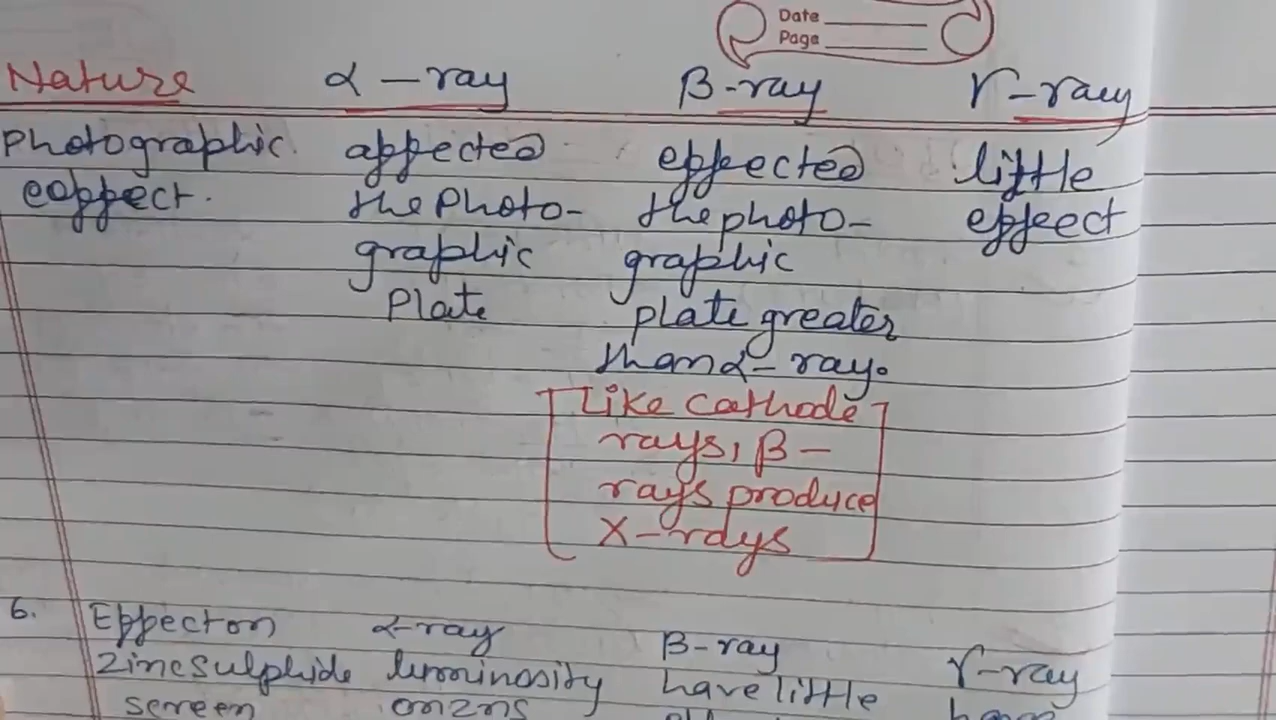 Date
Page
Nature α-ray β-ray γ-ray
Photographic affected effected little
eaffect. the Photo- the photo- effect
graphic graphic
Plate plate greater
than α-ray.
Like cathode
rays, β-
rays produce
X-rays
6. Effect on α-ray β-ray γ-ray
Zinc sulphide luminosity have little
screen on zns